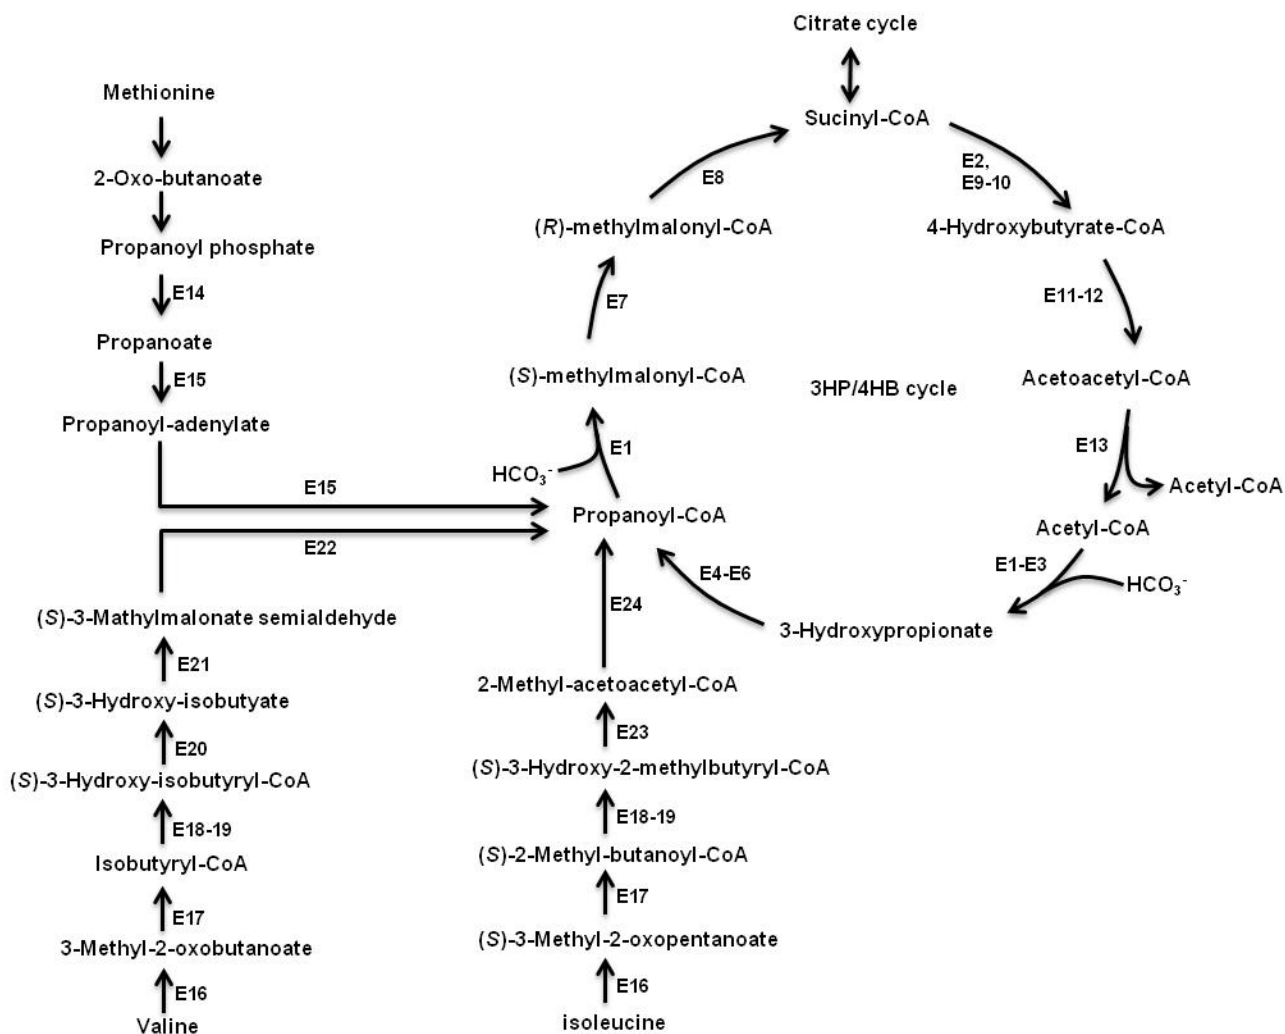 Citrate cycle
Methionine
Sucinyl-CoA
E2,
E9-10
E8
2-Oxo-butanoate
(R)-methylmalonyl-CoA
4-Hydroxybutyrate-CoA
Propanoyl phosphate
E14
E7
E11-12
Propanoate
E15
(S)-methylmalonyl-CoA
3HP/4HB cycle
Acetoacetyl-CoA
Propanoyl-adenylate
E1
E13
HCO3-
E15
Acetyl-CoA
Propanoyl-CoA
Acetyl-CoA
E22
E4-E6
E1-E3
HCO3-
E24
(S)-3-Mathylmalonate semialdehyde
3-Hydroxypropionate
E21
2-Methyl-acetoacetyl-CoA
(S)-3-Hydroxy-isobutyate
E23
E20
(S)-3-Hydroxy-isobutyryl-CoA
(S)-3-Hydroxy-2-methylbutyryl-CoA
E18-19
E18-19
Isobutyryl-CoA
(S)-2-Methyl-butanoyl-CoA
E17
E17
3-Methyl-2-oxobutanoate
(S)-3-Methyl-2-oxopentanoate
E16
E16
Valine
isoleucine